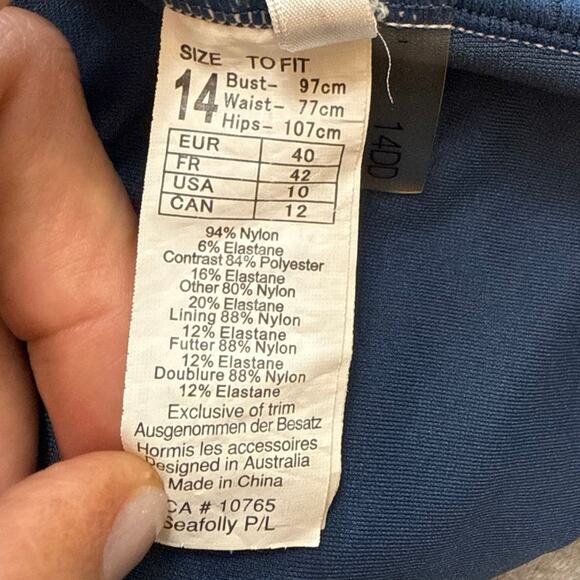 SIZE TO FIT
14
Bust- 97cm
Waist- 77cm
Hips- 107cm
EUR 40
FR 42
USA 10
CAN 12
94% Nylon
6% Elastane
Contrast 84% Polyester
16% Elastane
Other 80% Nylon
20% Elastane
Lining 88% Nylon
12% Elastane
Futter 88% Nylon
12% Elastane
Doublure 88% Nylon
12% Elastane
Exclusive of trim
Ausgenommen der Besatz
Hormis les accessoires
Designed in Australia
Made in China
CA # 10765
Seafolly P/L
14DD